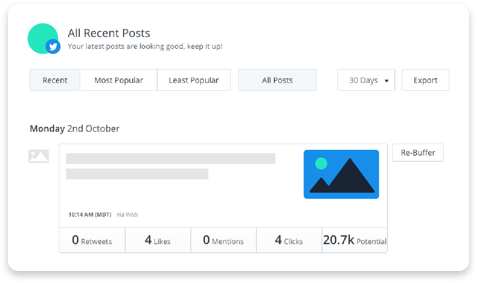 All Recent Posts
Your latest posts are looking good, keep it up!
Recent Most Popular Least Popular All Posts 30 Days Export
Monday 2nd October
Re-Buffer
10:14 AM (MDT) via Web
0 Retweets 4 Likes 0 Mentions 4 Clicks 20.7k Potential